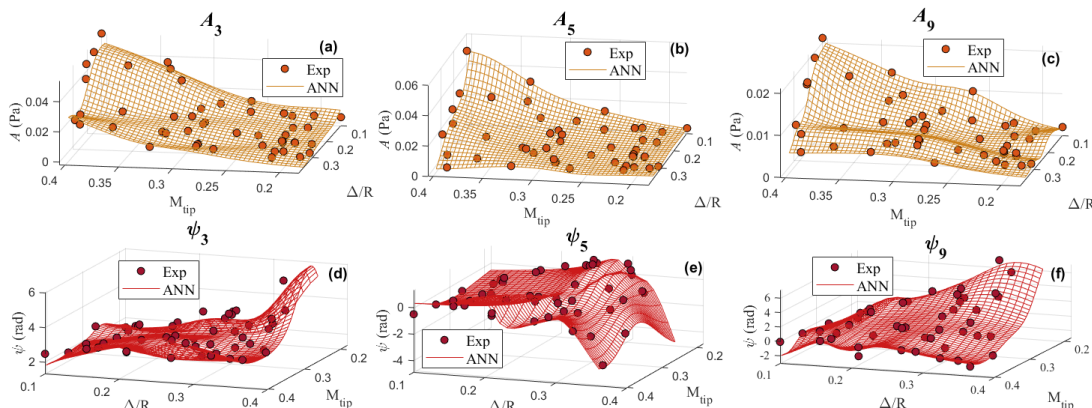 A3
(a)
Exp
ANN
A (Pa)
0.04
0.02
0
0.4
0.35
0.3
0.25
0.2
Mtip
0.1
0.2
0.3
Δ/R
A5
(b)
Exp
ANN
A (Pa)
0.06
0.04
0.02
0
0.4
0.35
0.3
0.25
0.2
Mtip
0.1
0.2
0.3
Δ/R
A9
(c)
Exp
ANN
A (Pa)
0.02
0.01
0
0.4
0.35
0.3
0.25
0.2
Mtip
0.1
0.2
0.3
Δ/R
ψ3
(d)
Exp
ANN
ψ (rad)
6
4
2
0.1
0.2
0.3
0.4
Δ/R
0.4
0.3
0.2
Mtip
ψ5
(e)
Exp
ANN
ψ (rad)
0
-2
-4
0.1
0.2
0.3
0.4
Δ/R
0.4
0.3
0.2
Mtip
ψ9
(f)
Exp
ANN
ψ (rad)
6
4
2
0
-2
0.1
0.2
0.3
0.4
Δ/R
0.4
0.3
0.2
Mtip